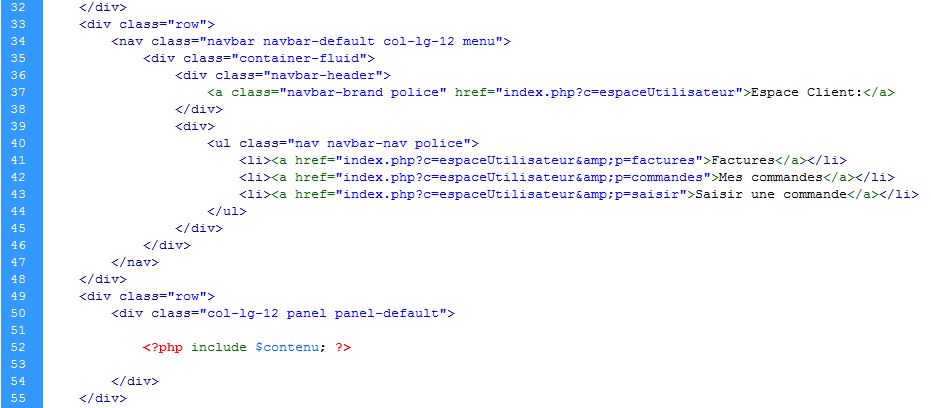 32     </div>
33     <div class="row">
34         <nav class="navbar navbar-default col-lg-12 menu">
35             <div class="container-fluid">
36                 <div class="navbar-header">
37                     <a class="navbar-brand police" href="index.php?c=espaceUtilisateur">Espace Client:</a>
38                 </div>
39                 <div>
40                     <ul class="nav navbar-nav police">
41                         <li><a href="index.php?c=espaceUtilisateur&amp;p=factures">Factures</a></li>
42                         <li><a href="index.php?c=espaceUtilisateur&amp;p=commandes">Mes commandes</a></li>
43                         <li><a href="index.php?c=espaceUtilisateur&amp;p=saisir">Saisir une commande</a></li>
44                     </ul>
45                 </div>
46             </div>
47         </nav>
48     </div>
49     <div class="row">
50         <div class="col-lg-12 panel panel-default">
51
52             <?php include $contenu; ?>
53
54         </div>
55     </div>